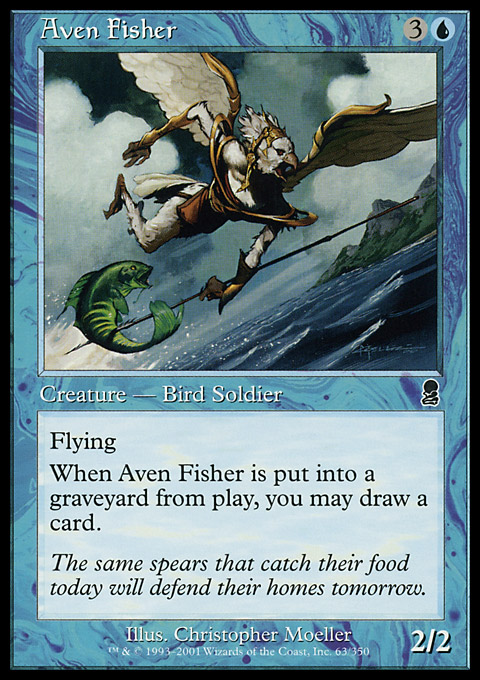 Aven Fisher 3
Creature — Bird Soldier
Flying
When Aven Fisher is put into a
graveyard from play, you may draw a
card.
The same spears that catch their food
today will defend their homes tomorrow.
Illus. Christopher Moeller
2/2
™ & © 1993–2001 Wizards of the Coast, Inc. 63/350